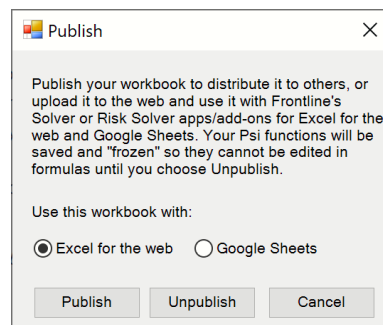 Publish
Publish your workbook to distribute it to others, or
upload it to the web and use it with Frontline's
Solver or Risk Solver apps/add-ons for Excel for the
web and Google Sheets. Your Psi functions will be
saved and "frozen" so they cannot be edited in
formulas until you choose Unpublish.
Use this workbook with:
Excel for the web Google Sheets
Publish Unpublish Cancel